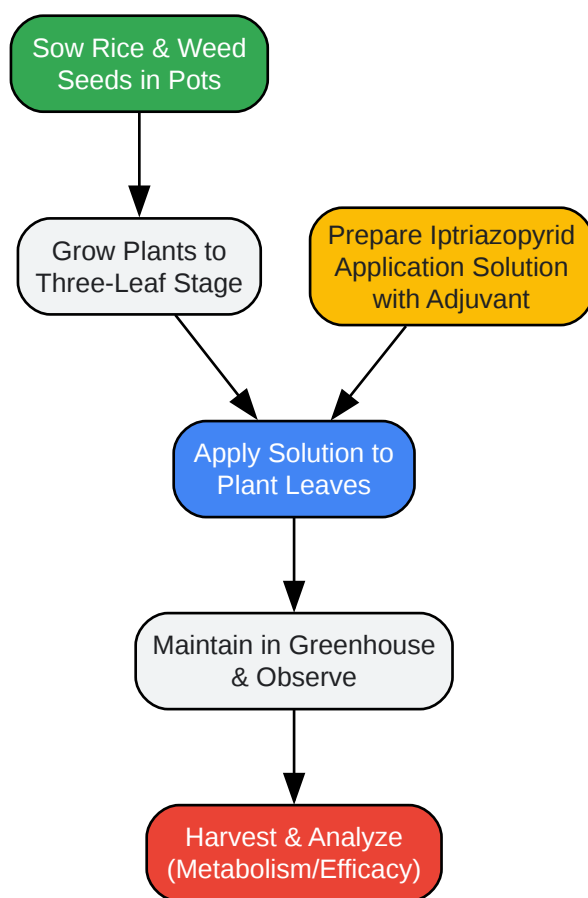 Sow Rice & Weed
Seeds in Pots
Grow Plants to
Three-Leaf Stage
Prepare Iptriazopyrid
Application Solution
with Adjuvant
Apply Solution to
Plant Leaves
Maintain in Greenhouse
& Observe
Harvest & Analyze
(Metabolism/Efficacy)